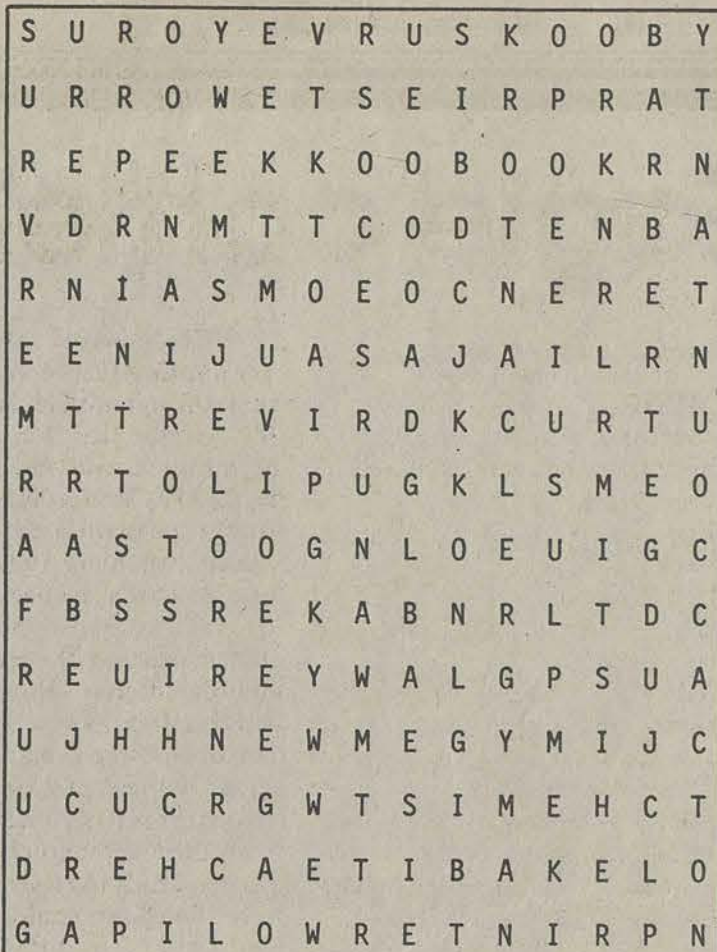 S U R O Y E V R U S K O O B Y
U R R O W E T S E I R P R A T
R E P E E K K O O B O O K R N
V D R N M T T C O D T E N B A
R N I A S M O E O C N E R E T
E E N I J U A S A J A I L R N
M T T R E V I R D K C U R T U
R R T O L I P U G K L S M E O
A A S T O O G N L O E U I G C
F B S S R E K A B N R L T D C
R E U I R E Y W A L G P S U A
U J H H N E W M E G Y M I J C
U C U C R G W T S I M E H C T
D R E H C A E T I B A K E L O
G A P I L O W R E T N I R P N